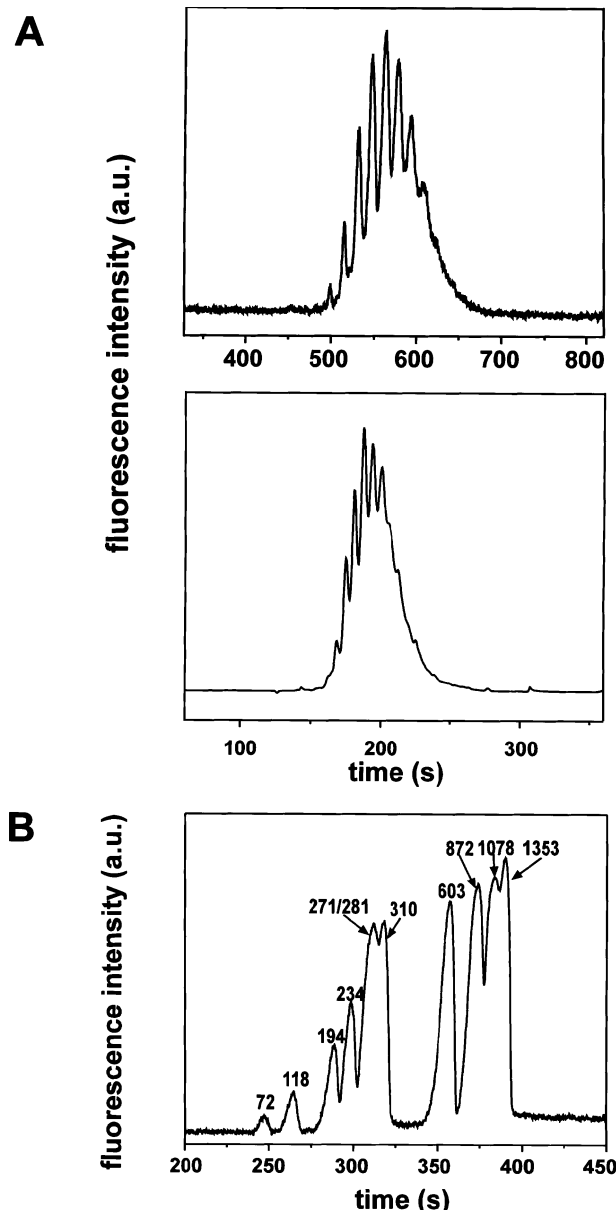 A
fluorescence intensity (a.u.)
400 500 600 700 800
100 200 300
time (s)
B
fluorescence intensity (a.u.)
872 1078 1353
603
271/281 310
234
194
118
72
200 250 300 350 400 450
time (s)